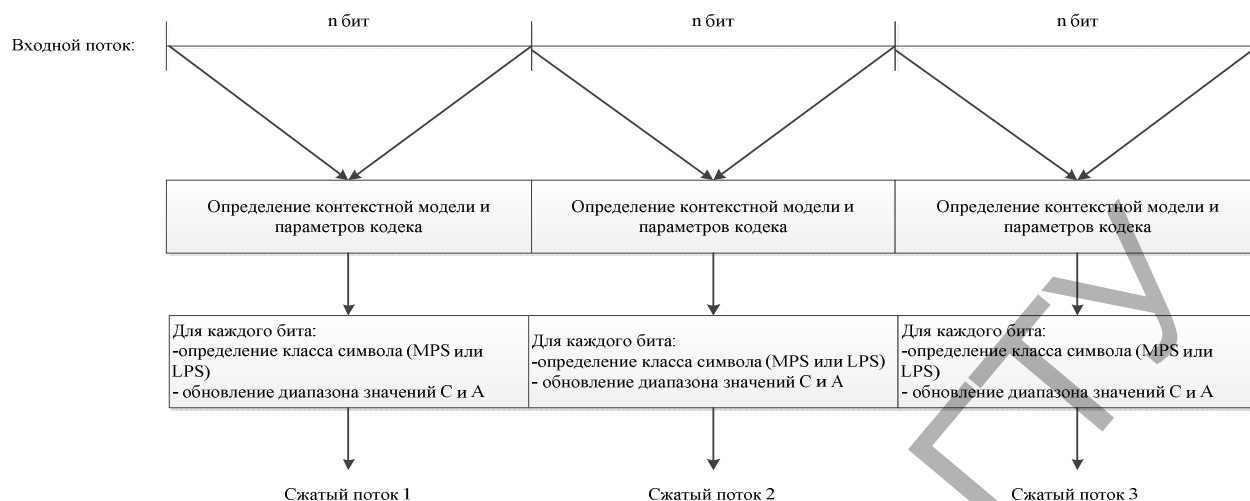 n бит
n бит
n бит
Входной поток:
Определение контекстной модели и
параметров кодека
Определение контекстной модели и
параметров кодека
Определение контекстной модели и
параметров кодека
Для каждого бита:
-определение класса символа (MPS или
LPS)
- обновление диапазона значений С и А
Для каждого бита:
-определение класса символа (MPS или LPS)
- обновление диапазона значений С и А
Для каждого бита:
-определение класса символа (MPS или
LPS)
- обновление диапазона значений С и А
Сжатый поток 1
Сжатый поток 2
Сжатый поток 3
ГТУ